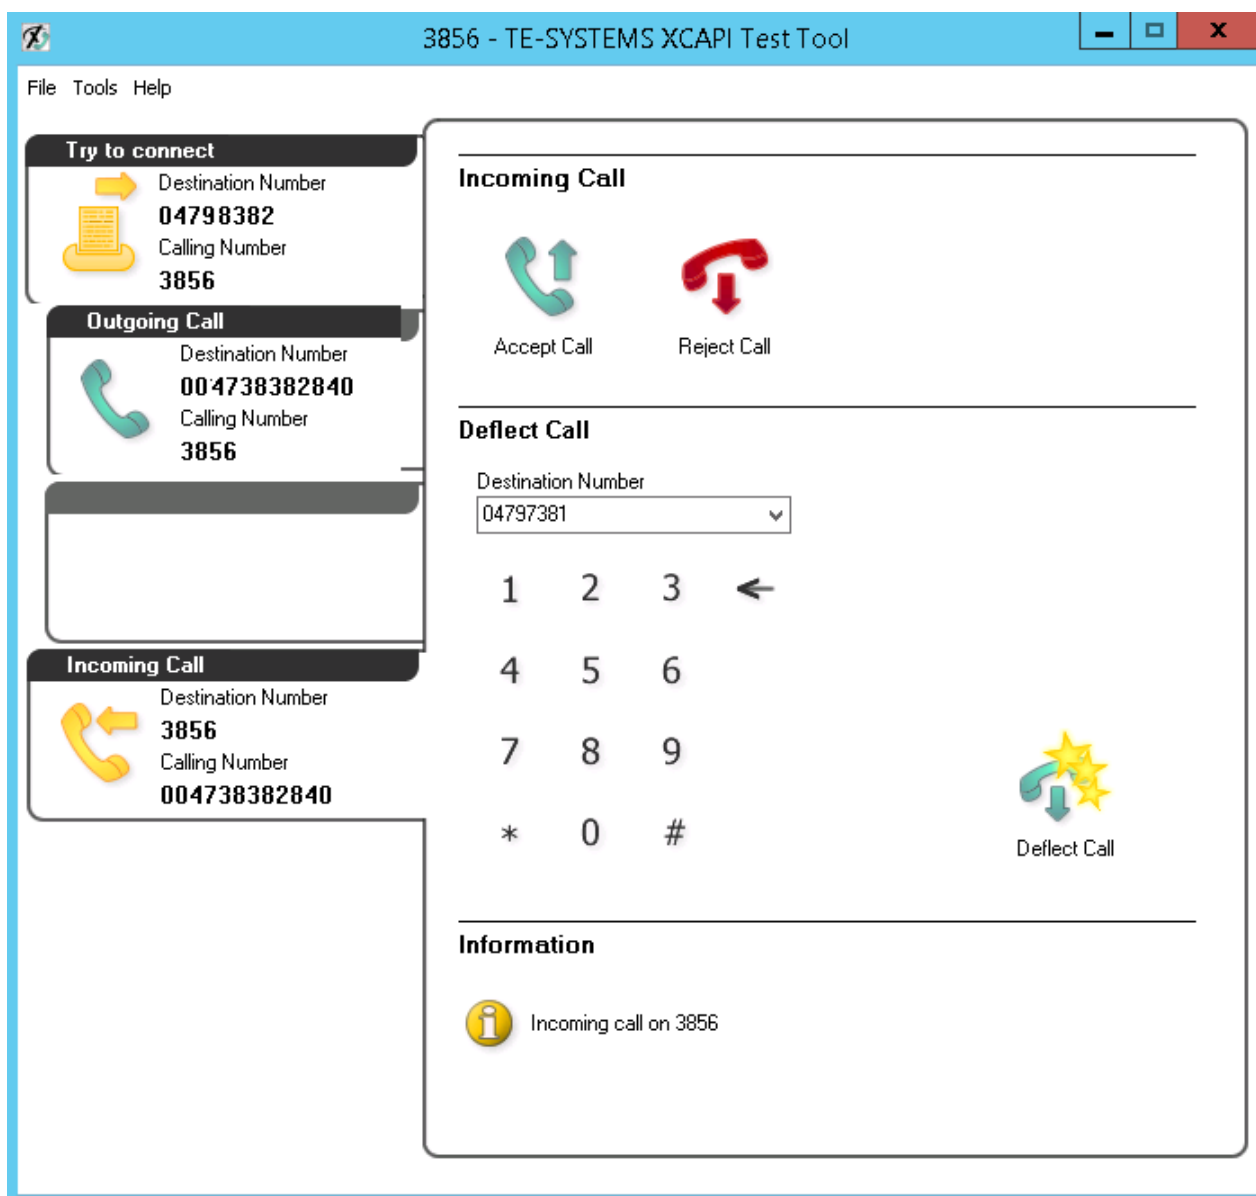 3856 - TE-SYSTEMS XCAPI Test Tool
File Tools Help
Try to connect
Destination Number
04798382
Calling Number
3856
Outgoing Call
Destination Number
004738382840
Calling Number
3856
Incoming Call
Destination Number
3856
Calling Number
004738382840
Incoming Call
Accept Call Reject Call
Deflect Call
Destination Number
04797381
1 2 3
4 5 6
7 8 9
* 0 #
Deflect Call
Information
Incoming call on 3856